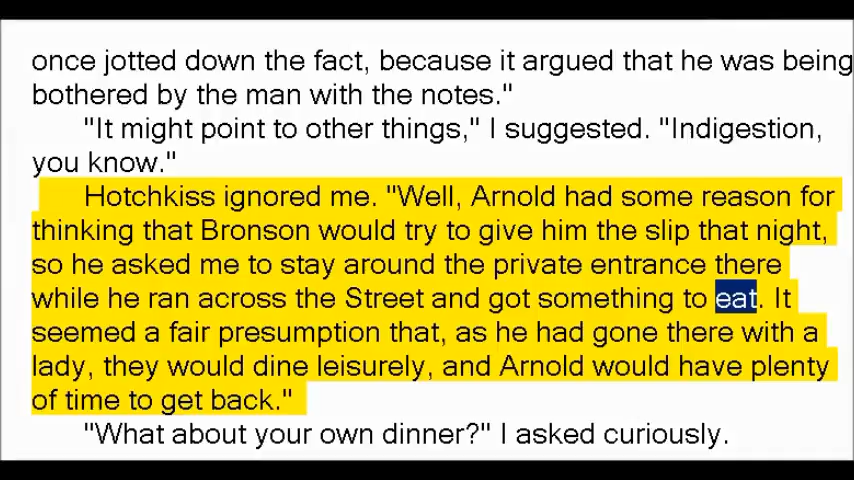 once jotted down the fact, because it argued that he was being
bothered by the man with the notes."
"It might point to other things," I suggested. "Indigestion,
you know."
Hotchkiss ignored me. "Well, Arnold had some reason for
thinking that Bronson would try to give him the slip that night,
so he asked me to stay around the private entrance there
while he ran across the Street and got something to eat. It
seemed a fair presumption that, as he had gone there with a
lady, they would dine leisurely, and Arnold would have plenty
of time to get back."
"What about your own dinner?" I asked curiously.